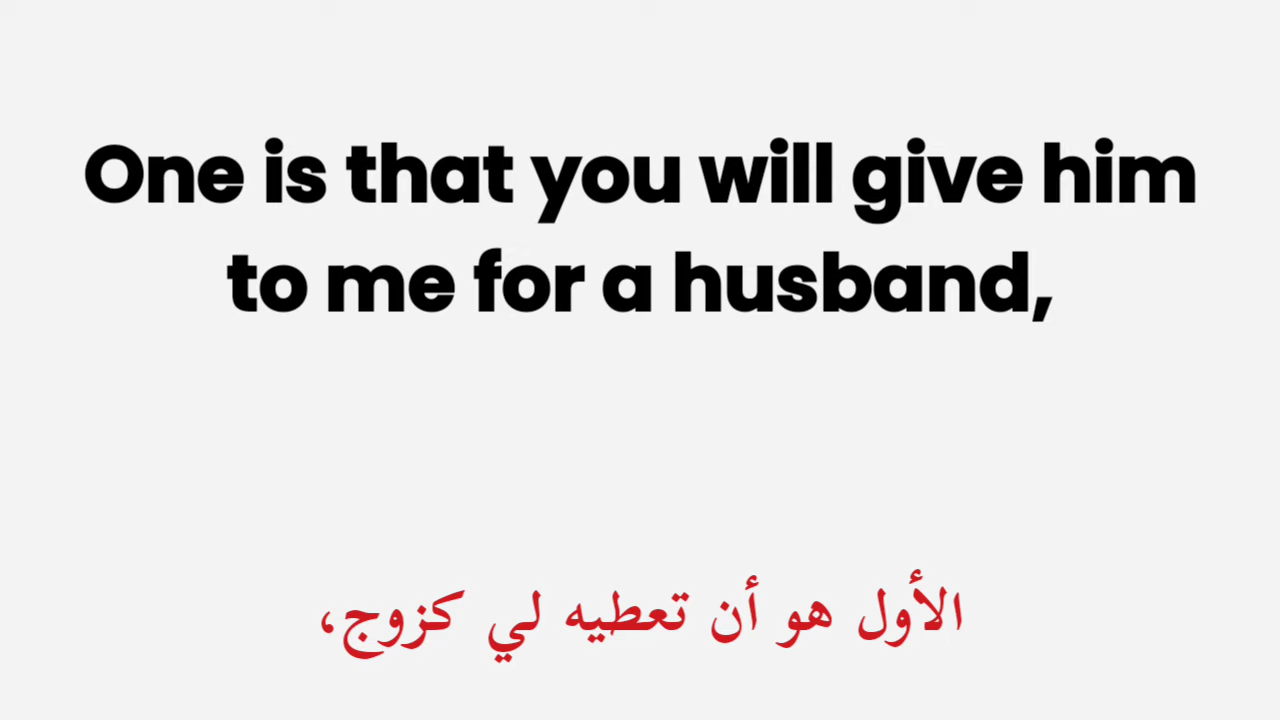 One is that you will give him
to me for a husband,
الأول هو أن تعطيه لي كزوج،